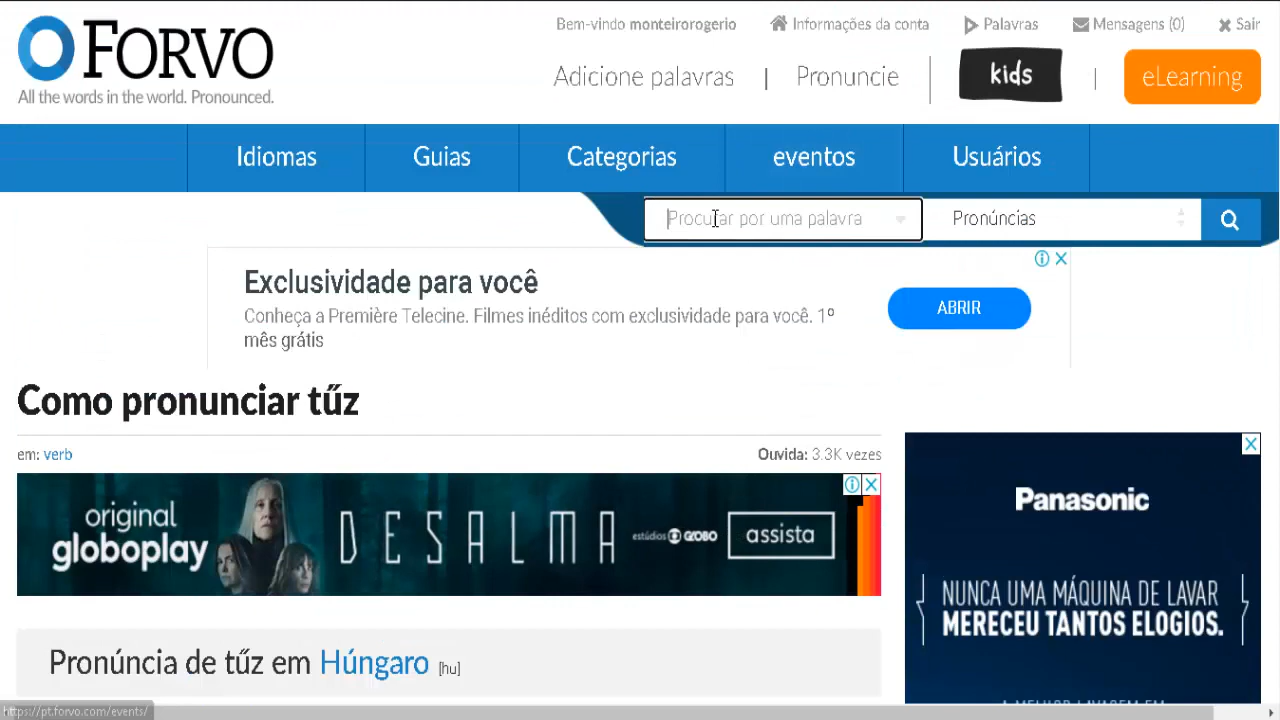 FORVO
All the words in the world. Pronounced.
Bem-vindo monteirorogerio
Informações da conta
Palavras
Mensagens (0)
Sair
Adicione palavras
Pronuncie
kids
eLearning
Idiomas
Guias
Categorias
eventos
Usuários
Procurar por uma palavra
Pronúncias
Exclusividade para você
Conheça a Première Telecine. Filmes inéditos com exclusividade para você. 1º
mês grátis
ABRIR
Como pronunciar tűz
em: verb
Ouvida: 3.3K vezes
original
globoplay
DESALMA
estúdios GLOBO
assista
Panasonic
NUNCA UMA MÁQUINA DE LAVAR
MERECEU TANTOS ELOGIOS.
Pronúncia de tűz em Húngaro [hu]
A MELHOR LAVAGEM EM
https://pt.forvo.com/events/